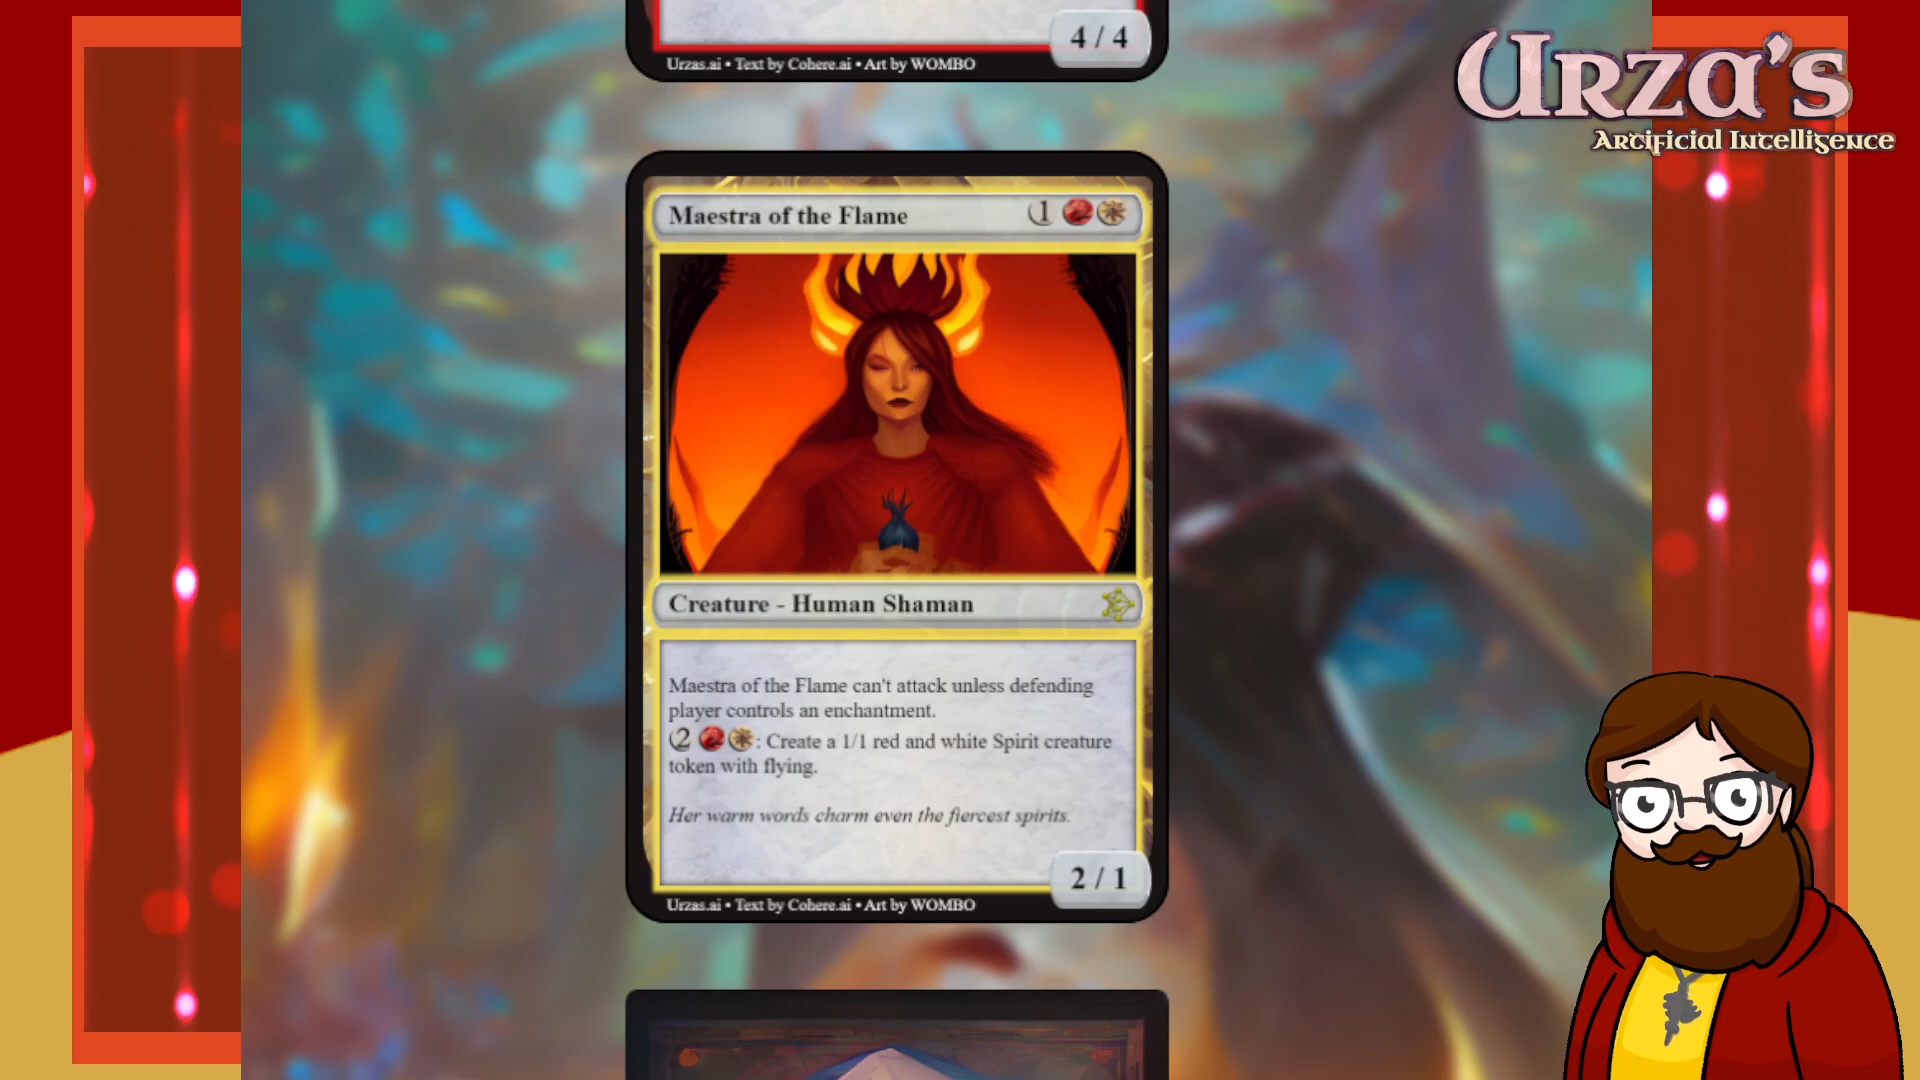 4 / 4
Urzas.ai • Text by Cohere.ai • Art by WOMBO
Urza's
Artificial Intelligence
Maestra of the Flame 1
Creature - Human Shaman
Maestra of the Flame can't attack unless defending
player controls an enchantment.
2 : Create a 1/1 red and white Spirit creature
token with flying.
Her warm words charm even the fiercest spirits.
2 / 1
Urzas.ai • Text by Cohere.ai • Art by WOMBO